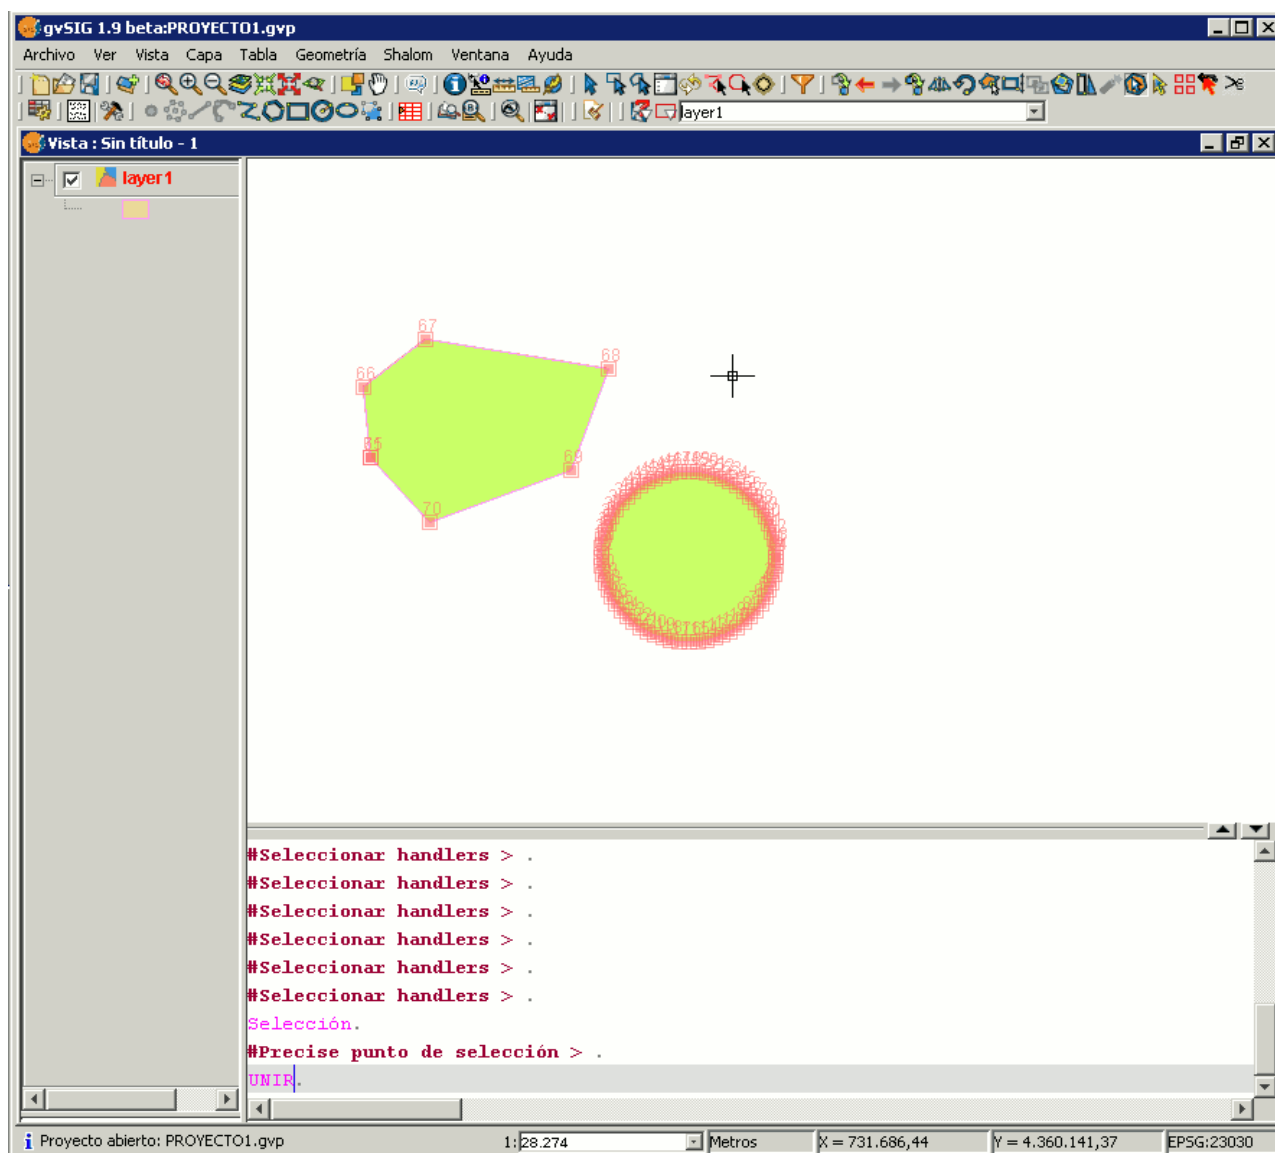 gvSIG 1.9 beta:PROYECTO1.gvp
Archivo Ver Vista Capa Tabla Geometría Shalom Ventana Ayuda
layer1
Vista : Sin título - 1
layer1
67
68
66
69
70
#Seleccionar handlers > .
#Seleccionar handlers > .
#Seleccionar handlers > .
#Seleccionar handlers > .
#Seleccionar handlers > .
#Seleccionar handlers > .
Selección.
#Precise punto de selección > .
UNIR.
Proyecto abierto: PROYECTO1.gvp 1: 28.274 Metros X = 731.686,44 Y = 4.360.141,37 EPSG:23030